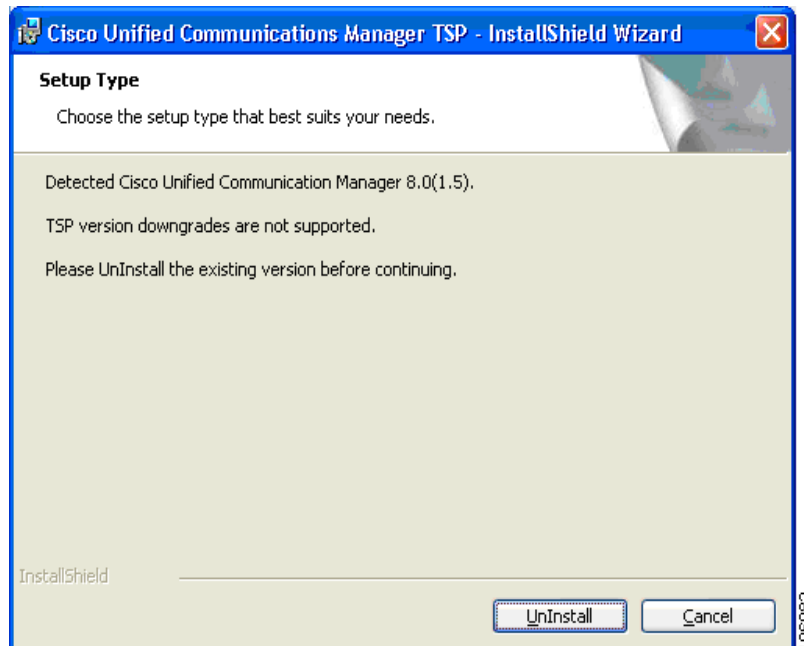 Cisco Unified Communications Manager TSP - InstallShield Wizard
Setup Type
Choose the setup type that best suits your needs.
Detected Cisco Unified Communication Manager 8.0(1.5).
TSP version downgrades are not supported.
Please UnInstall the existing version before continuing.
InstallShield
UnInstall
Cancel